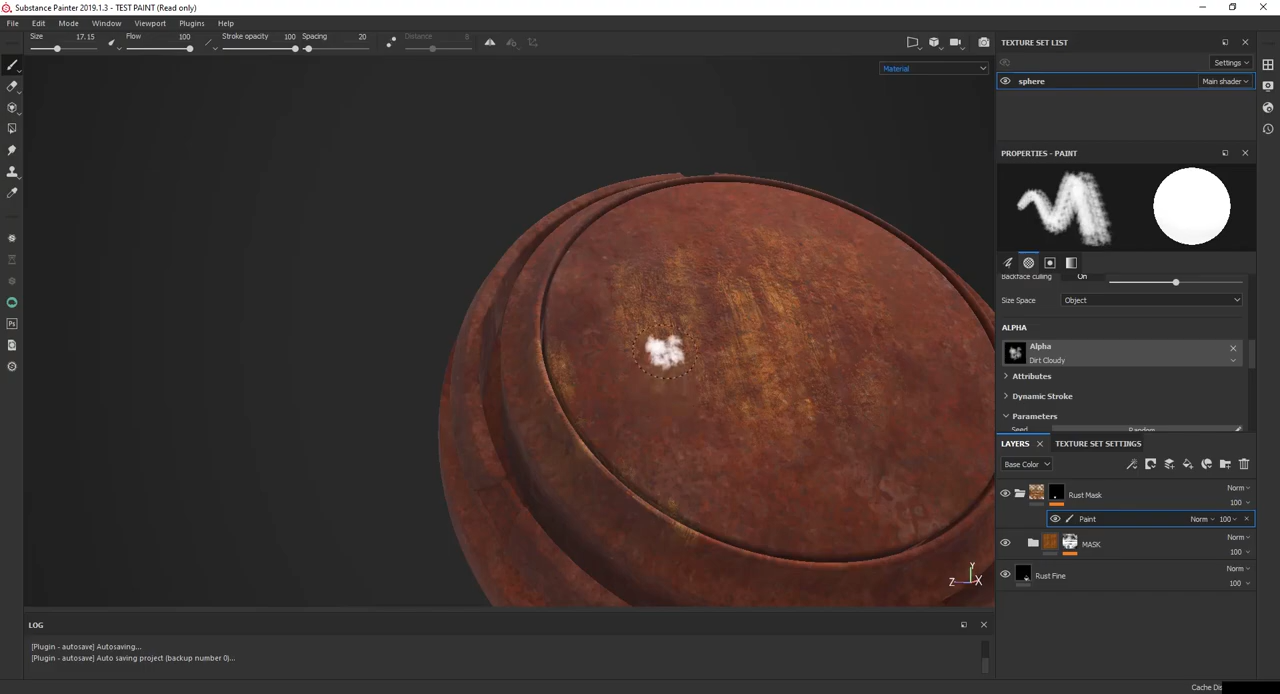 Substance Painter 2019.1.3 - TEST PAINT (Read only)
File Edit Mode Window Viewport Plugins Help
Size 17.15 Flow 100 Stroke opacity 100 Spacing 20 Distance 8
Material
TEXTURE SET LIST
Settings
sphere Main shader
PROPERTIES - PAINT
Backface culling On
Size Space Object
ALPHA
Alpha
Dirt Cloudy
Attributes
Dynamic Stroke
Parameters
Seed Random
LAYERS TEXTURE SET SETTINGS
Base Color
Rust Mask Norm
100
Paint Norm 100
MASK Norm
100
Rust Fine Norm
100
Ps
Y
Z X
LOG
[Plugin - autosave] Autosaving...
[Plugin - autosave] Auto saving project (backup number 0)...
Cache Dis